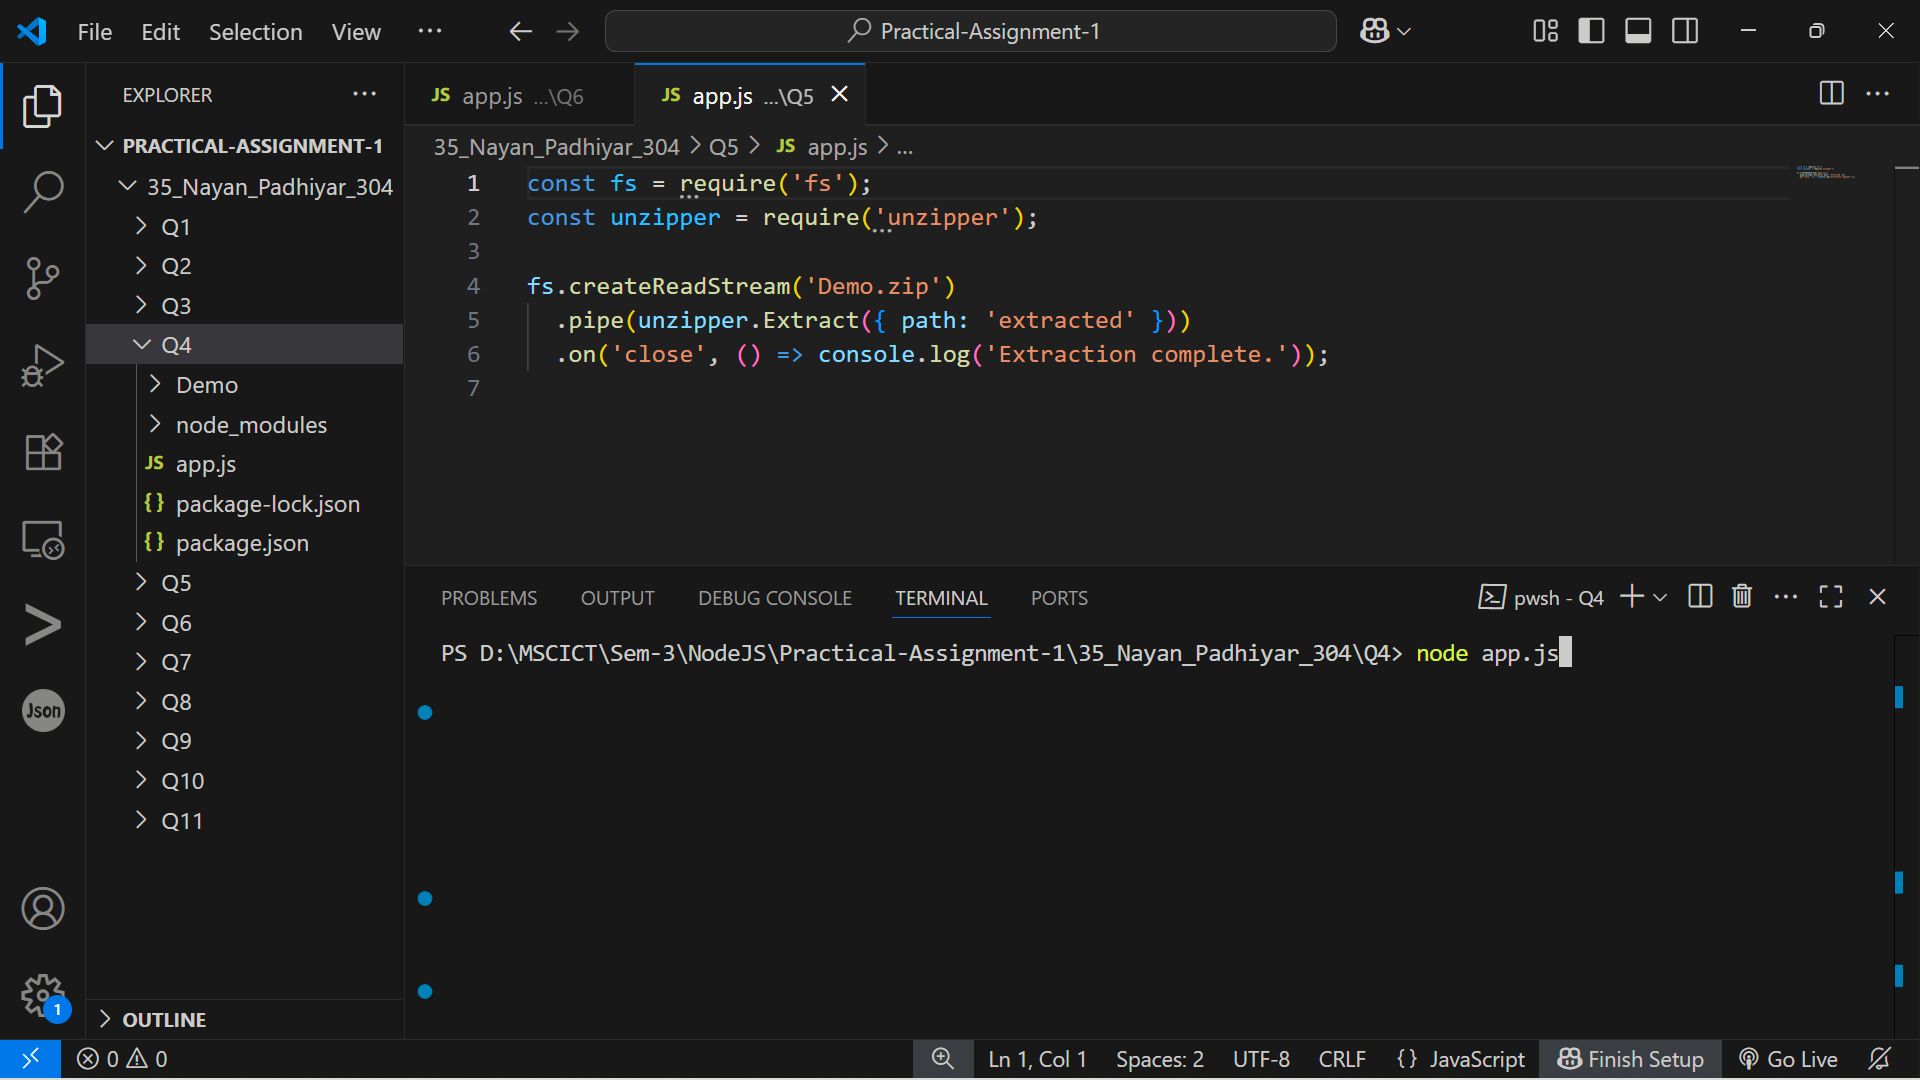 File Edit Selection View ··· Practical-Assignment-1
EXPLORER
PRACTICAL-ASSIGNMENT-1
35_Nayan_Padhiyar_304
Q1
Q2
Q3
Q4
Demo
node_modules
JS app.js
{} package-lock.json
{} package.json
Q5
Q6
Q7
Q8
Q9
Q10
Q11
OUTLINE
Json
1
JS app.js ...\Q6
JS app.js ...\Q5
35_Nayan_Padhiyar_304 > Q5 > JS app.js > ...
1 const fs = require('fs');
2 const unzipper = require('unzipper');
3
4 fs.createReadStream('Demo.zip')
5 .pipe(unzipper.Extract({ path: 'extracted' }))
6 .on('close', () => console.log('Extraction complete.'));
7
PROBLEMS OUTPUT DEBUG CONSOLE TERMINAL PORTS pwsh - Q4
PS D:\MSCICT\Sem-3\NodeJS\Practical-Assignment-1\35_Nayan_Padhiyar_304\Q4> node app.js
0 0 Ln 1, Col 1 Spaces: 2 UTF-8 CRLF {} JavaScript Finish Setup Go Live